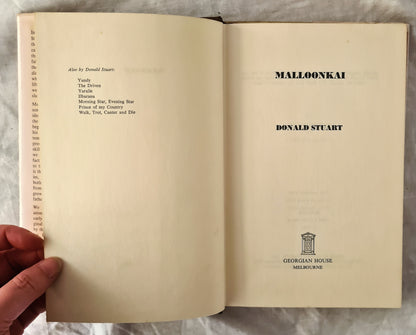 Also by Donald Stuart:
Yandy
The Driven
Yaralie
Ilbarana
Morning Star, Evening Star
Prince of my Country
Walk, Trot, Canter and Die
MALLOONKAI
DONALD STUART
GEORGIAN HOUSE
MELBOURNE